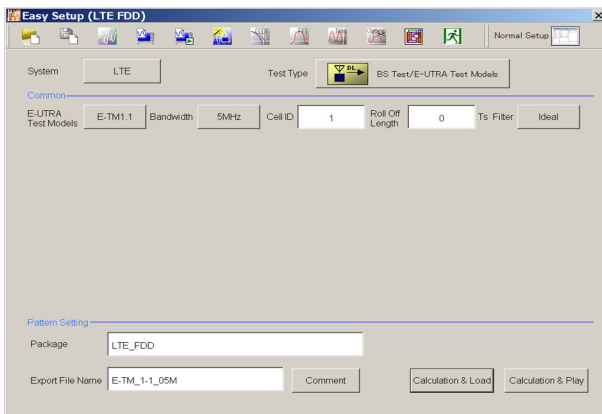 Easy Setup (LTE FDD)
Normal Setup
System LTE Test Type DL BS Test/E-UTRA Test Models
Common
E-UTRA Test Models E-TM1.1 Bandwidth 5MHz Cell ID 1 Roll Off Length 0 Ts Filter Ideal
Pattern Setting
Package LTE_FDD
Export File Name E-TM_1-1_05M Comment Calculation & Load Calculation & Play